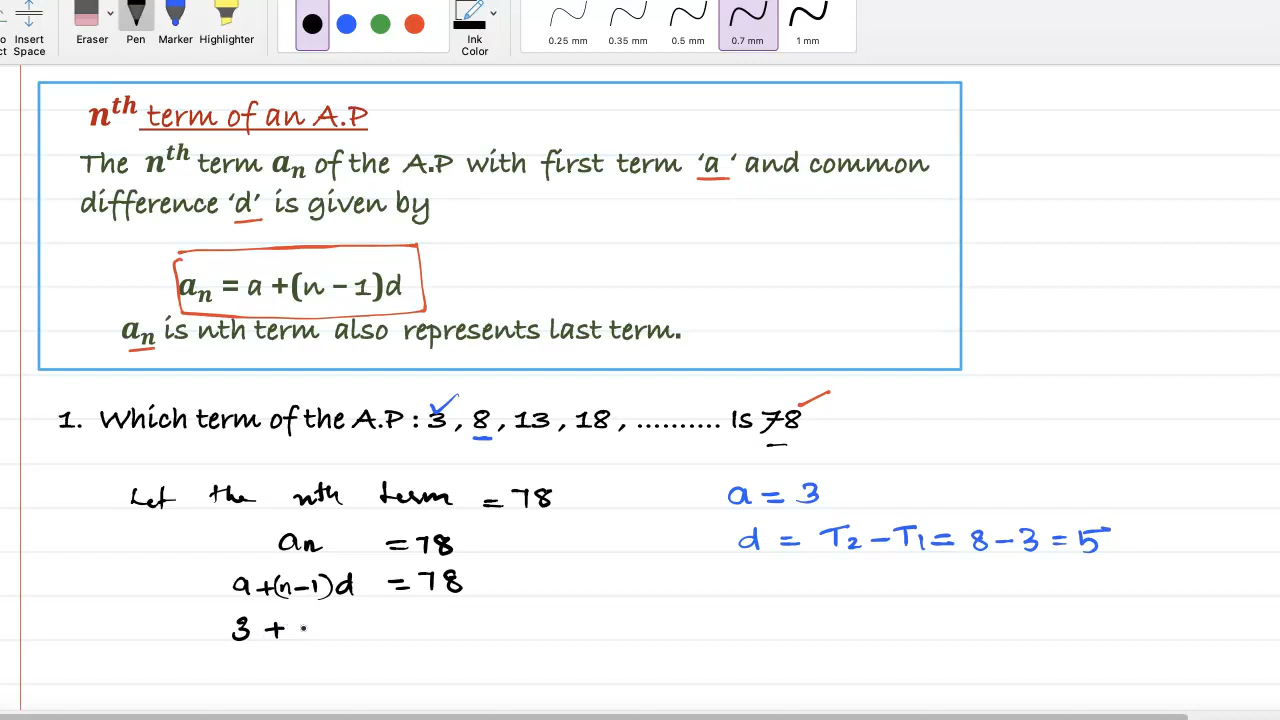 Insert
Space
Eraser
Pen
Marker
Highlighter
Ink
Color
0.25 mm
0.35 mm
0.5 mm
0.7 mm
1 mm
nᵗʰ term of an A.P
The nᵗʰ term aₙ of the A.P with first term ‘a ‘ and common
difference ‘d’ is given by
aₙ = a +(n – 1)d
aₙ is nth term also represents last term.
1. Which term of the A.P : 3 , 8 , 13 , 18 , .......... Is 78
Let the nth term = 78
an = 78
a+(n-1)d = 78
3 +
a = 3
d = T₂ - T₁ = 8 - 3 = 5